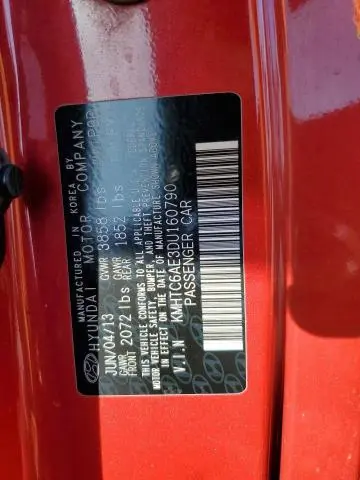 MANUFACTURED IN KOREA BY
HYUNDAI MOTOR COMPANY
JUN/04/13 GVWR 3858 lbs
GAWR FRONT 2072 lbs GAWR REAR 1852 lbs
THIS VEHICLE CONFORMS TO ALL APPLICABLE U.S.
MOTOR VEHICLE SAFETY, BUMPER, AND THEFT PREVENTION STANDARDS
IN EFFECT ON THE DATE OF MANUFACTURE SHOWN ABOVE
V.I.N KMHTC6AE3DU160790
PASSENGER CAR